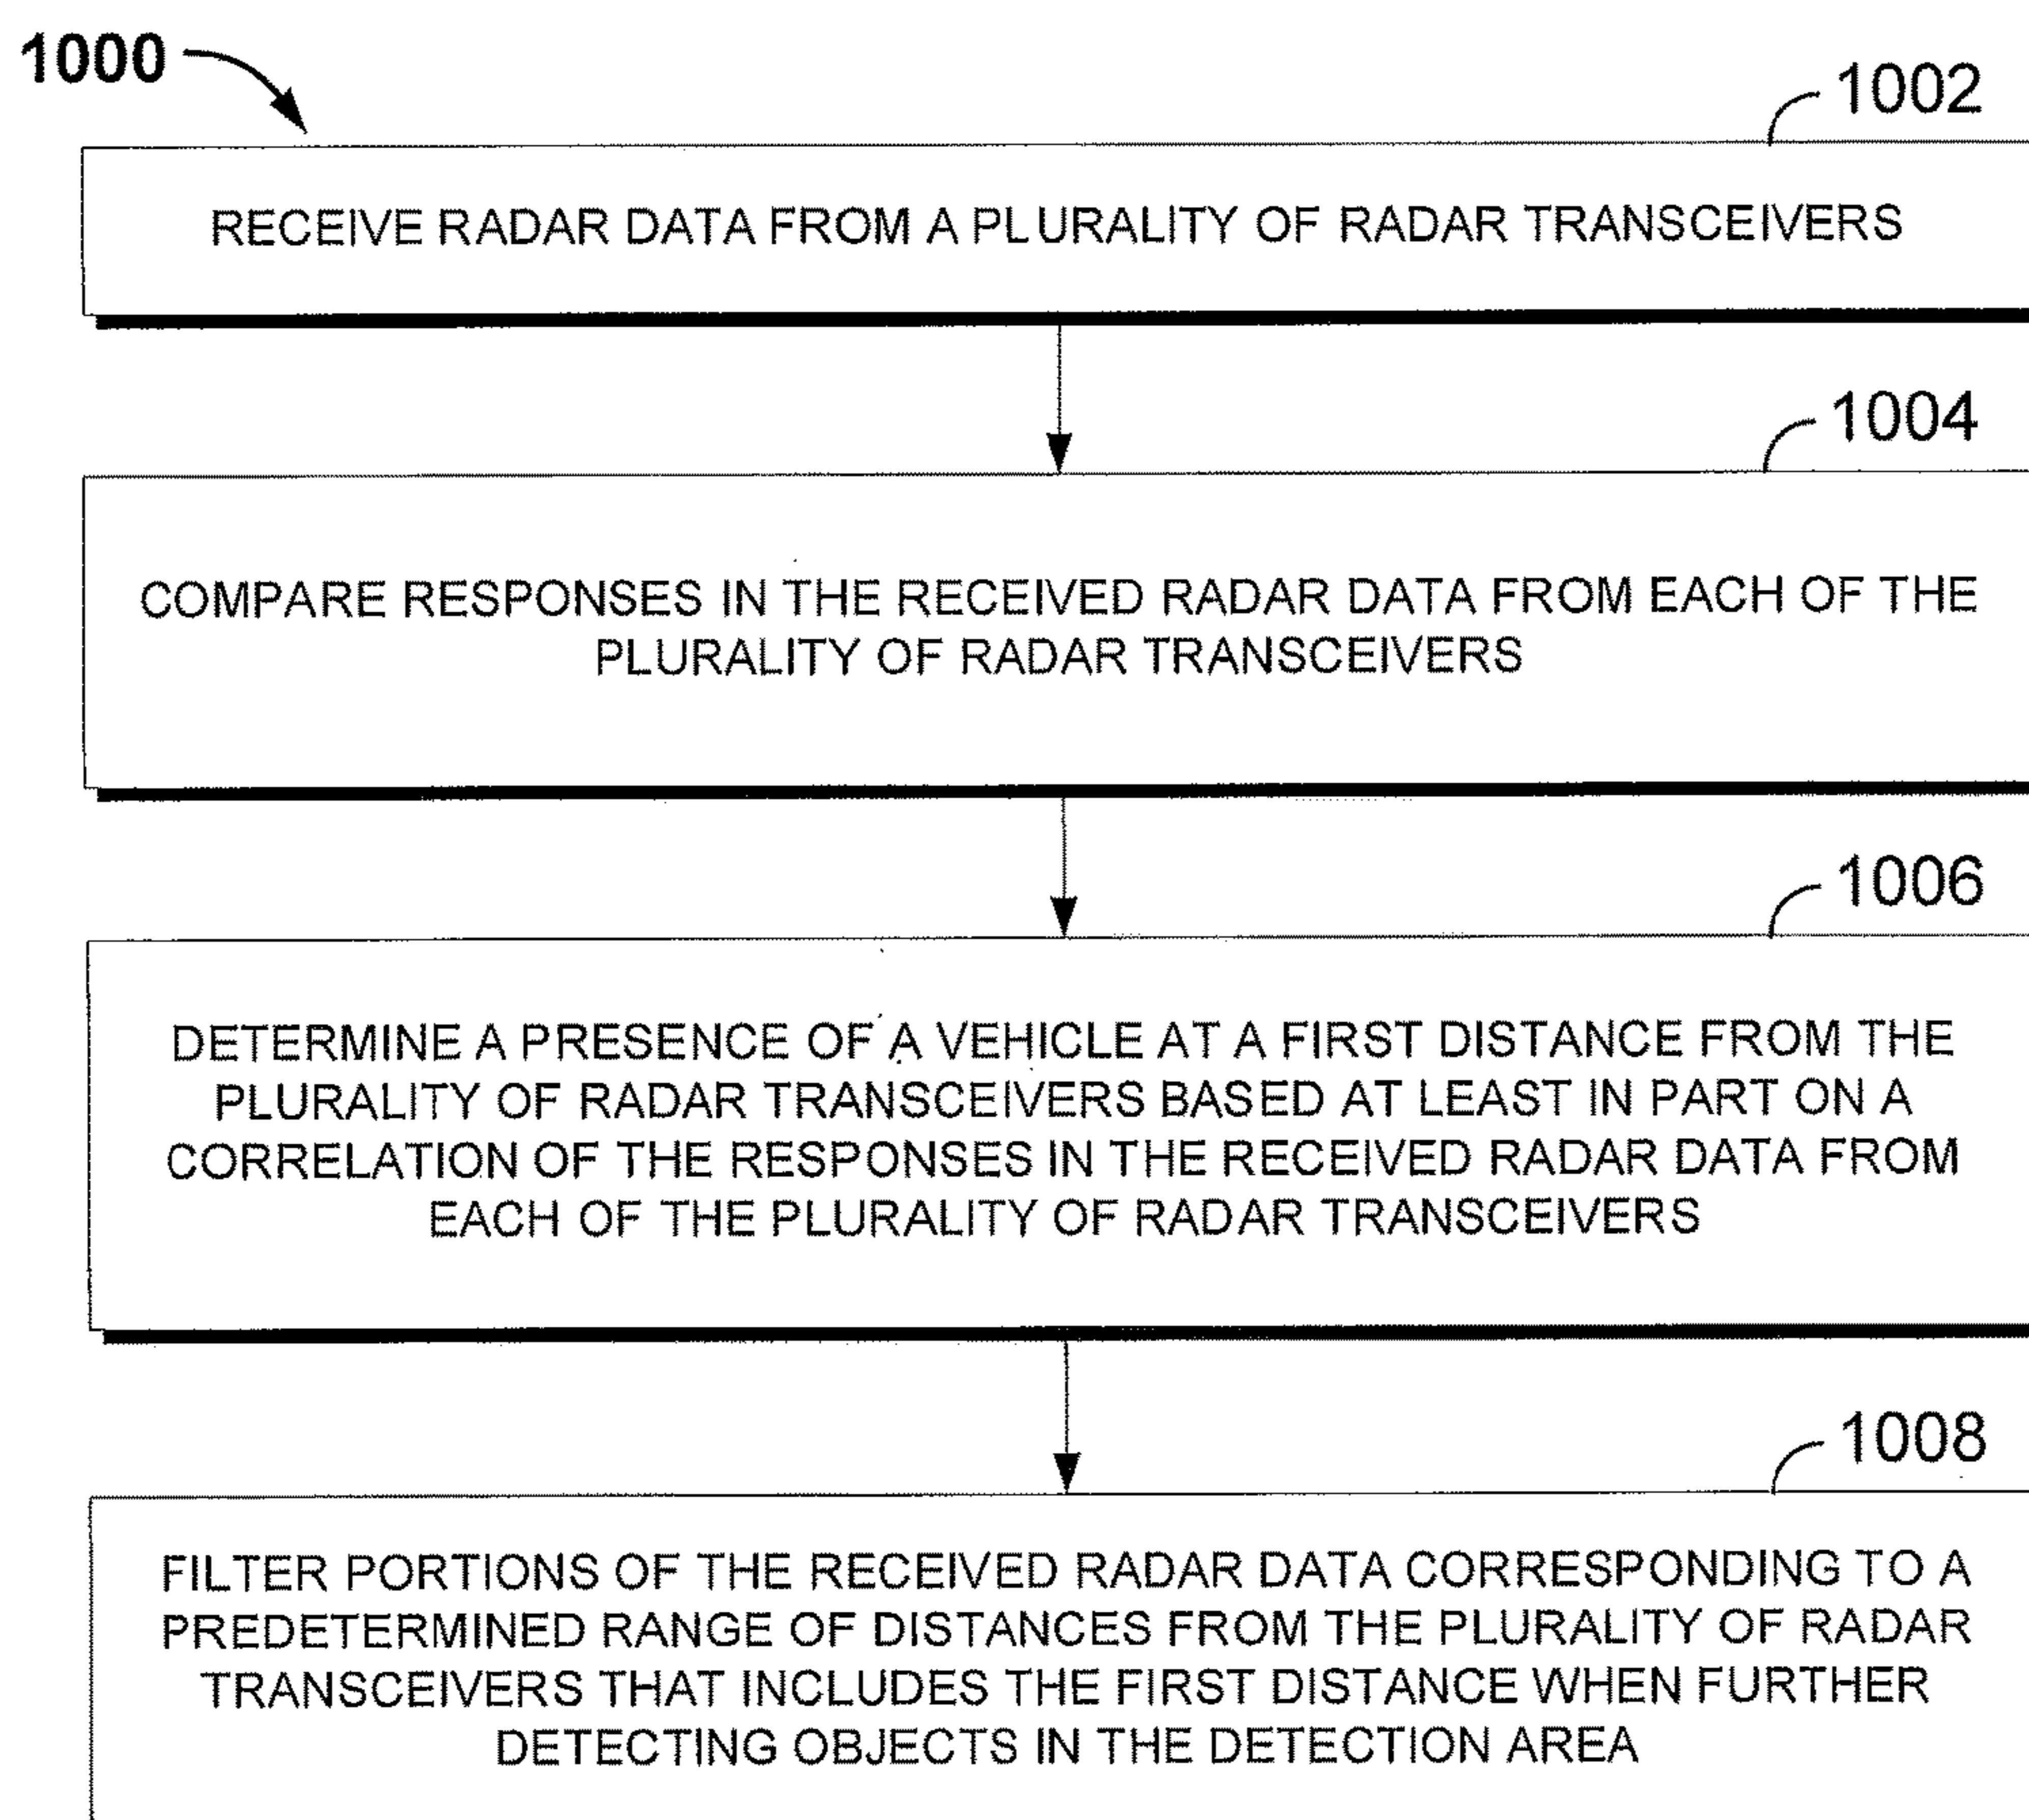 1000
1002
RECEIVE RADAR DATA FROM A PLURALITY OF RADAR TRANSCEIVERS
1004
COMPARE RESPONSES IN THE RECEIVED RADAR DATA FROM EACH OF THE
PLURALITY OF RADAR TRANSCEIVERS
1006
DETERMINE A PRESENCE OF A VEHICLE AT A FIRST DISTANCE FROM THE
PLURALITY OF RADAR TRANSCEIVERS BASED AT LEAST IN PART ON A
CORRELATION OF THE RESPONSES IN THE RECEIVED RADAR DATA FROM
EACH OF THE PLURALITY OF RADAR TRANSCEIVERS
1008
FILTER PORTIONS OF THE RECEIVED RADAR DATA CORRESPONDING TO A
PREDETERMINED RANGE OF DISTANCES FROM THE PLURALITY OF RADAR
TRANSCEIVERS THAT INCLUDES THE FIRST DISTANCE WHEN FURTHER
DETECTING OBJECTS IN THE DETECTION AREA